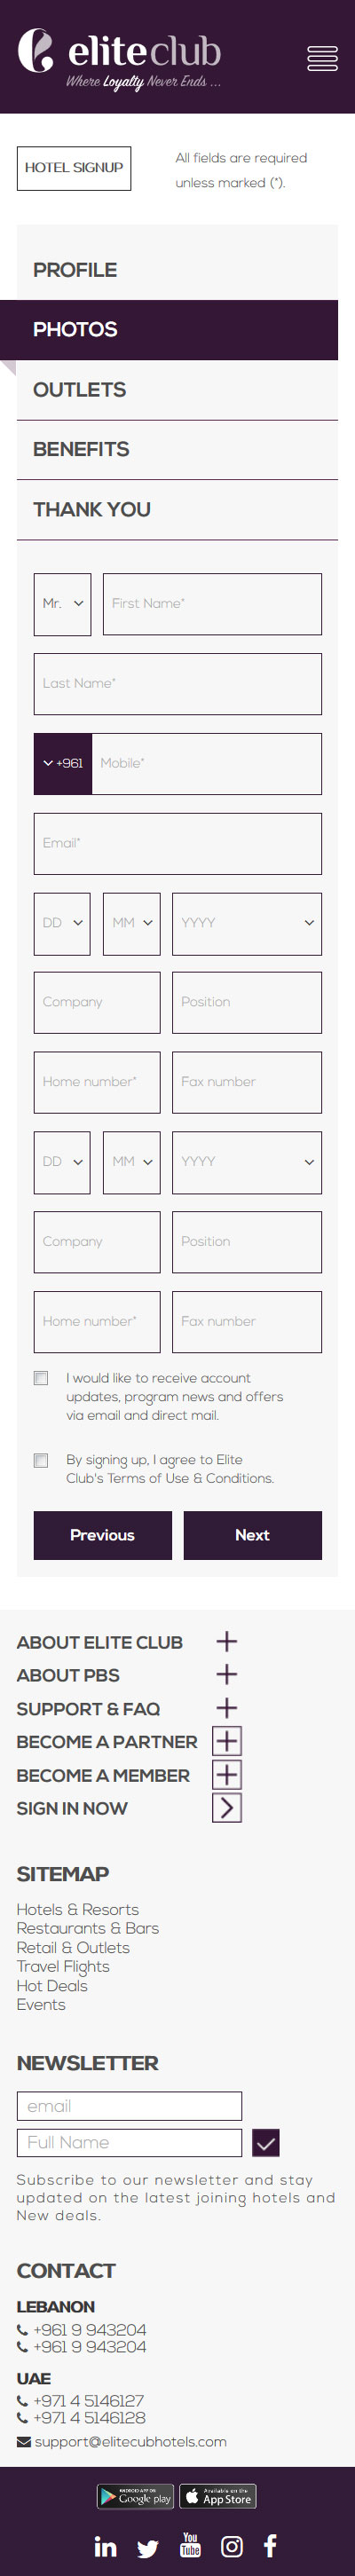 eliteclub
Where Loyalty Never Ends ...
HOTEL SIGNUP
All fields are required
unless marked (*).
PROFILE
PHOTOS
OUTLETS
BENEFITS
THANK YOU
Mr. First Name*
Last Name*
+961 Mobile*
Email*
DD MM YYYY
Company Position
Home number* Fax number
DD MM YYYY
Company Position
Home number* Fax number
I would like to receive account
updates, program news and offers
via email and direct mail.
By signing up, I agree to Elite
Club's Terms of Use & Conditions.
Previous Next
ABOUT ELITE CLUB
ABOUT PBS
SUPPORT & FAQ
BECOME A PARTNER
BECOME A MEMBER
SIGN IN NOW
SITEMAP
Hotels & Resorts
Restaurants & Bars
Retail & Outlets
Travel Flights
Hot Deals
Events
NEWSLETTER
email
Full Name
Subscribe to our newsletter and stay
updated on the latest joining hotels and
New deals.
CONTACT
LEBANON
+961 9 943204
+961 9 943204
UAE
+971 4 5146127
+971 4 5146128
support@elitecubhotels.com
ANDROID APP ON
Google play
Available on the
App Store
in
You
Tube
f